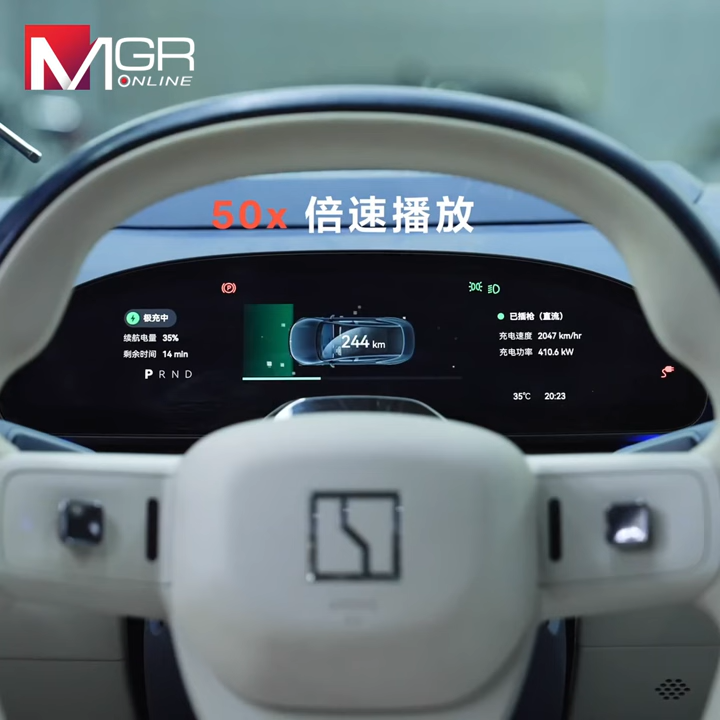 MGR
ONLINE
50x 倍速播放
极充中
续航电量 35%
剩余时间 14 min
P R N D
244 km
已插枪（直流）
充电速度 2047 km/hr
充电功率 410.6 kW
35℃ 20:23